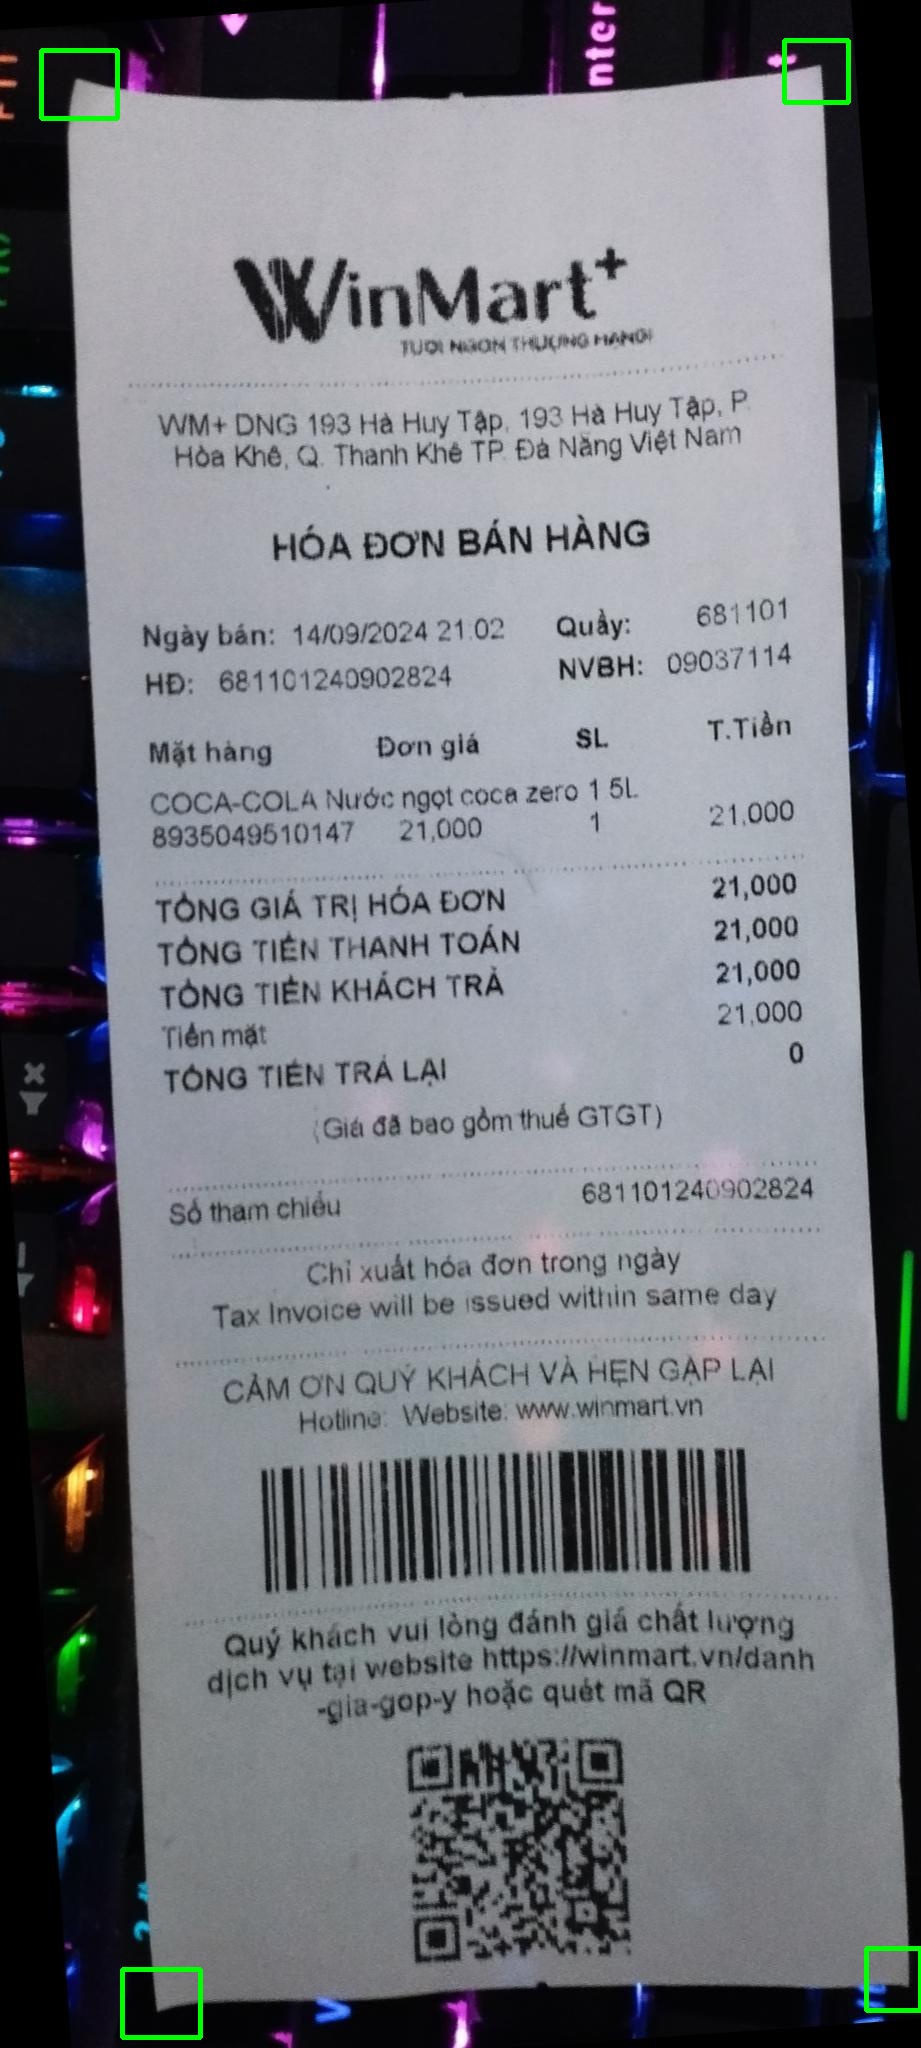 WinMart+
TƯƠI NGON THƯỢNG HẠNG!
WM+ DNG 193 Hà Huy Tập, 193 Hà Huy Tập, P.
Hòa Khê, Q. Thanh Khê TP. Đà Nẵng Việt Nam
HÓA ĐƠN BÁN HÀNG
Ngày bán: 14/09/2024 21:02 Quầy: 681101
HĐ: 681101240902824 NVBH: 09037114
Mặt hàng Đơn giá SL T.Tiền
COCA-COLA Nước ngọt coca zero 1.5L
8935049510147 21,000 1 21,000
TỔNG GIÁ TRỊ HÓA ĐƠN 21,000
TỔNG TIỀN THANH TOÁN 21,000
TỔNG TIỀN KHÁCH TRẢ 21,000
Tiền mặt 21,000
TỔNG TIỀN TRẢ LẠI 0
(Giá đã bao gồm thuế GTGT)
Số tham chiếu 681101240902824
Chỉ xuất hóa đơn trong ngày
Tax Invoice will be issued within same day
CẢM ƠN QUÝ KHÁCH VÀ HẸN GẶP LẠI
Hotline: Website: www.winmart.vn
Quý khách vui lòng đánh giá chất lượng
dịch vụ tại website https://winmart.vn/danh
-gia-gop-y hoặc quét mã QR